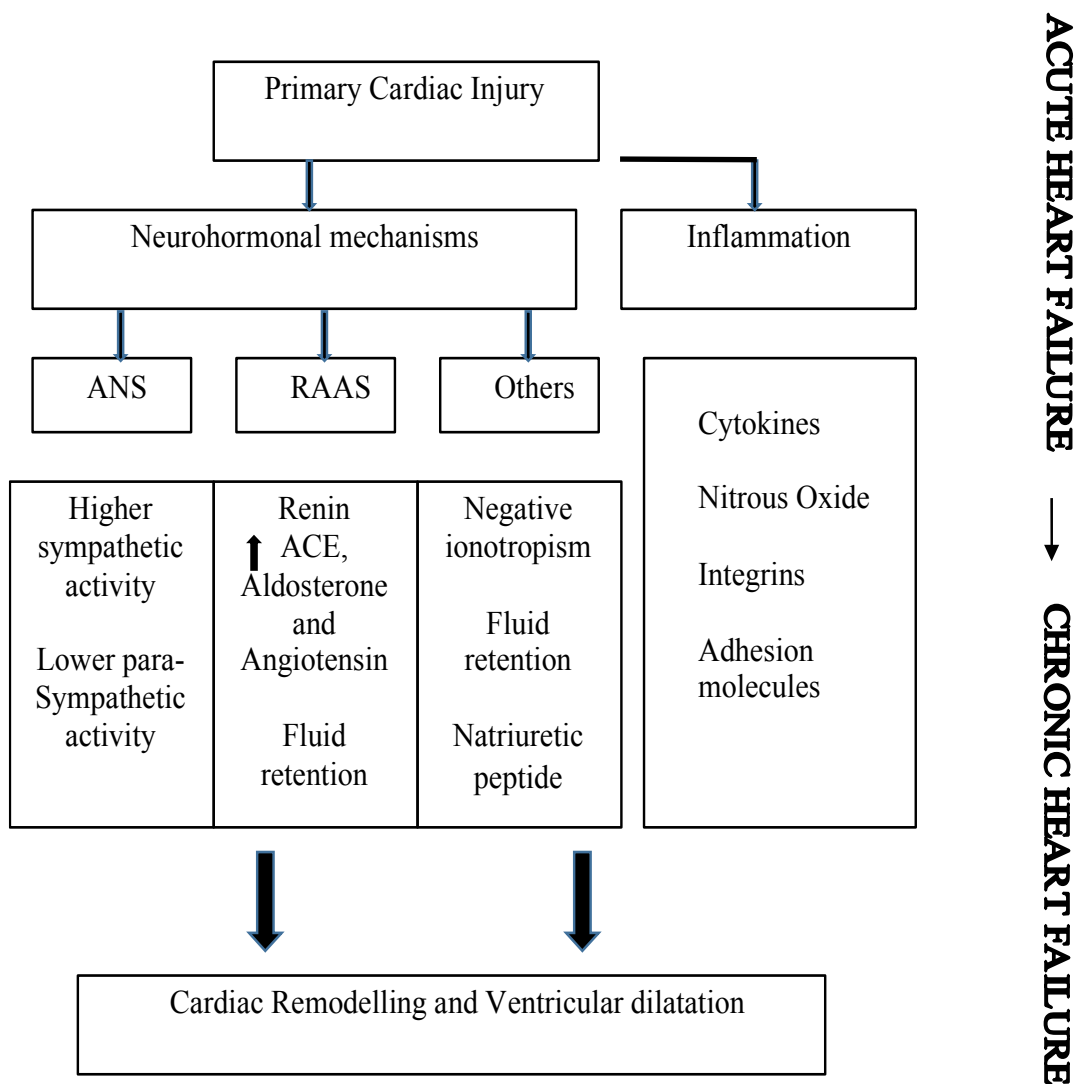 Primary Cardiac Injury
Neurohormonal mechanisms
Inflammation
ANS
RAAS
Others
Higher
sympathetic
activity
Lower para-
Sympathetic
activity
Renin
ACE,
Aldosterone
and
Angiotensin
Fluid
retention
Negative
ionotropism
Fluid
retention
Natriuretic
peptide
Cytokines
Nitrous Oxide
Integrins
Adhesion
molecules
Cardiac Remodelling and Ventricular dilatation
ACUTE HEART FAILURE → CHRONIC HEART FAILURE